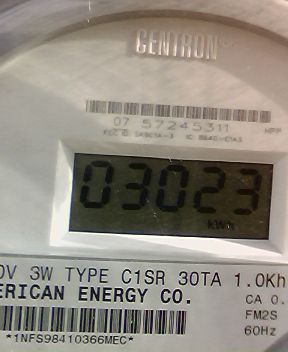 CENTRON
07 57245311
HPP
03023
kWh
0V 3W TYPE C1SR 30TA 1.0Kh
ERICAN ENERGY CO.
CA 0.
FM2S
60Hz
*1NFS98410366MEC*